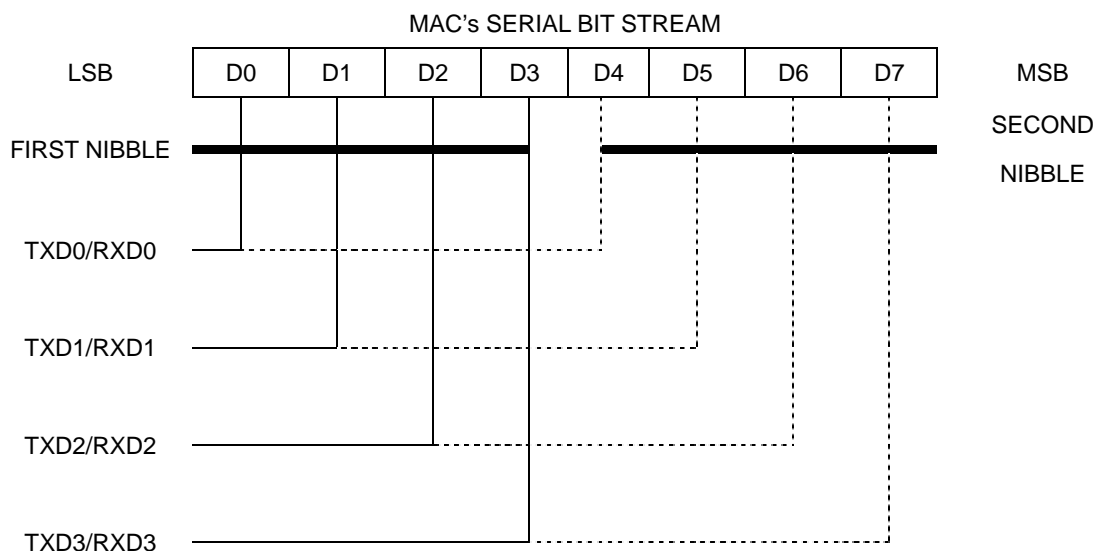 MAC's SERIAL BIT STREAM
LSB D0 D1 D2 D3 D4 D5 D6 D7 MSB
FIRST NIBBLE
SECOND
NIBBLE
TXD0/RXD0
TXD1/RXD1
TXD2/RXD2
TXD3/RXD3